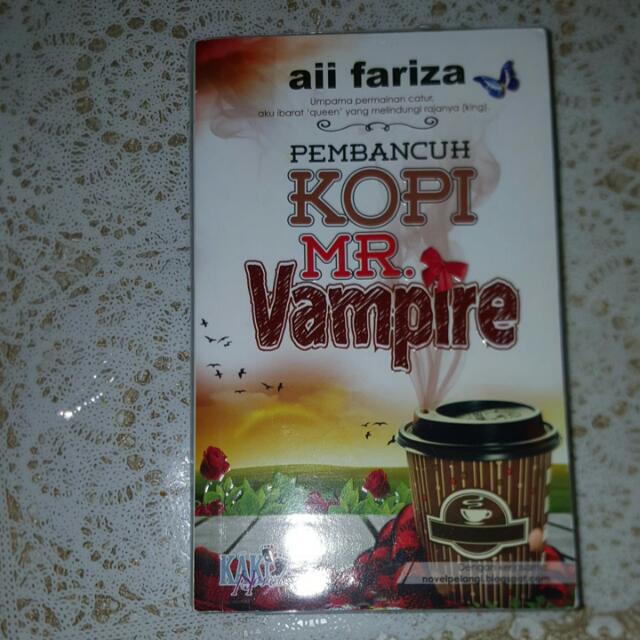 aii fariza
Umpama permainan catur,
aku ibarat 'queen' yang melindungi rajanya (king).
PEMBANCUH
KOPI
MR.
Vampire
KAKI
novelpelangi.blogspot.com